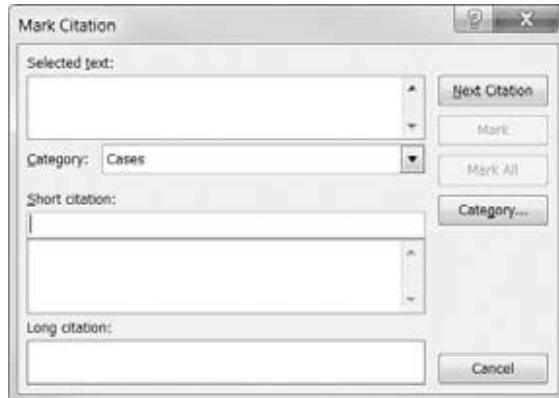 Mark Citation
Selected text:
Next Citation
Mark
Category: Cases
Mark All
Short citation:
Category...
Long citation:
Cancel